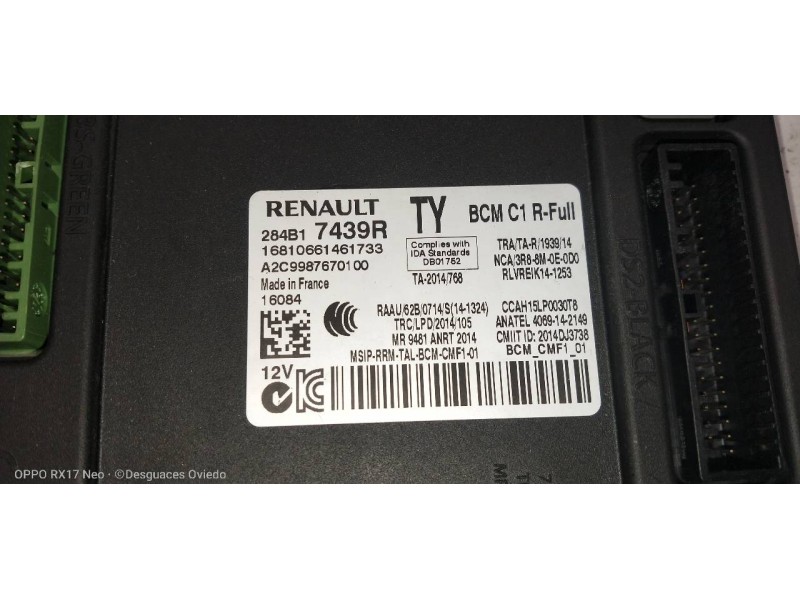 RENAULT TY BCM C1 R-Full
284B1 7439R
16810661461733
A2C9987670100
Made in France
16084
Complies with
IDA Standards
DB01752
TA-2014/768
TRA/TA-R/1939/14
NCA/3R8-8M-0E-0D0
RLVREIK14-1253
RAAU/62B/0714/S(14-1324)
TRC/LPD/2014/105
MR 9481 ANRT 2014
MSIP-RRM-TAL-BCM-CMF1-01
CCAH15LP0030T8
ANATEL 4069-14-2149
CMIIT ID: 2014DJ3738
BCM_CMF1_01
12V
GREEN
OPPO RX17 Neo · ©Desguaces Oviedo